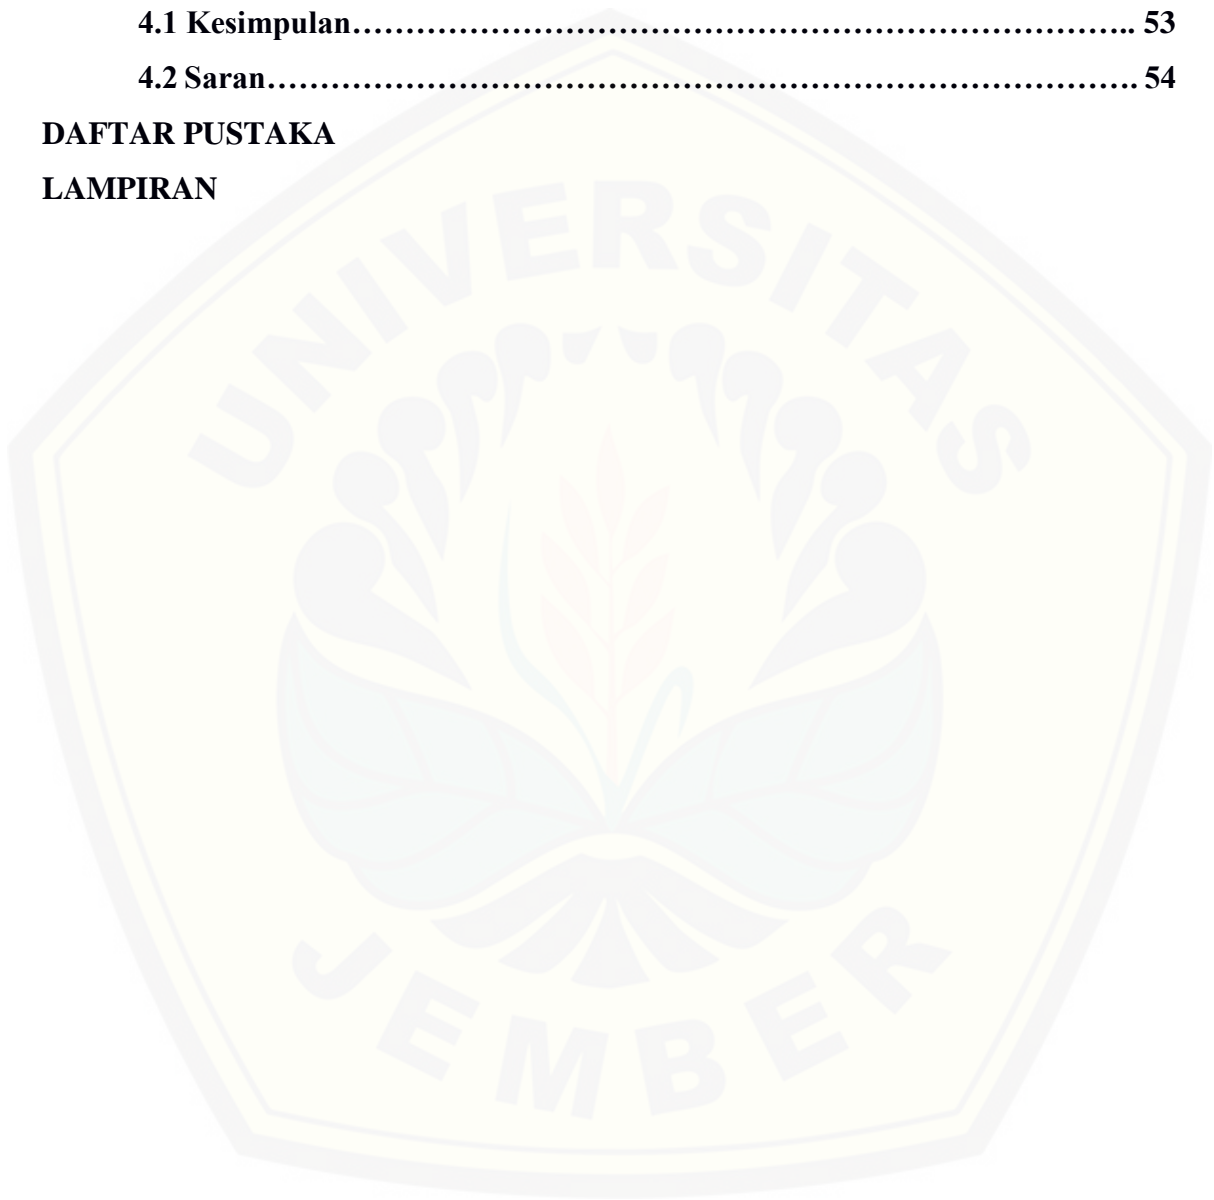 4.1 Kesimpulan……………………………………………………………….. 53
4.2 Saran………………………………………………………………………. 54
DAFTAR PUSTAKA
LAMPIRAN
UNIVERSITAS
JEMBER